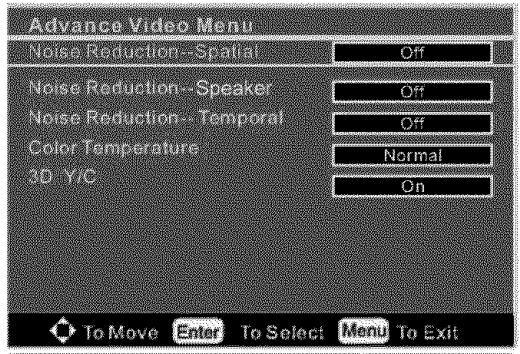 Advance Video Menu
Noise Reduction--Spatial Off
Noise Reduction--Speaker Off
Noise Reduction-- Temporal Off
Color Temperature Normal
3D Y/C On
To Move Enter To Select Menu To Exit